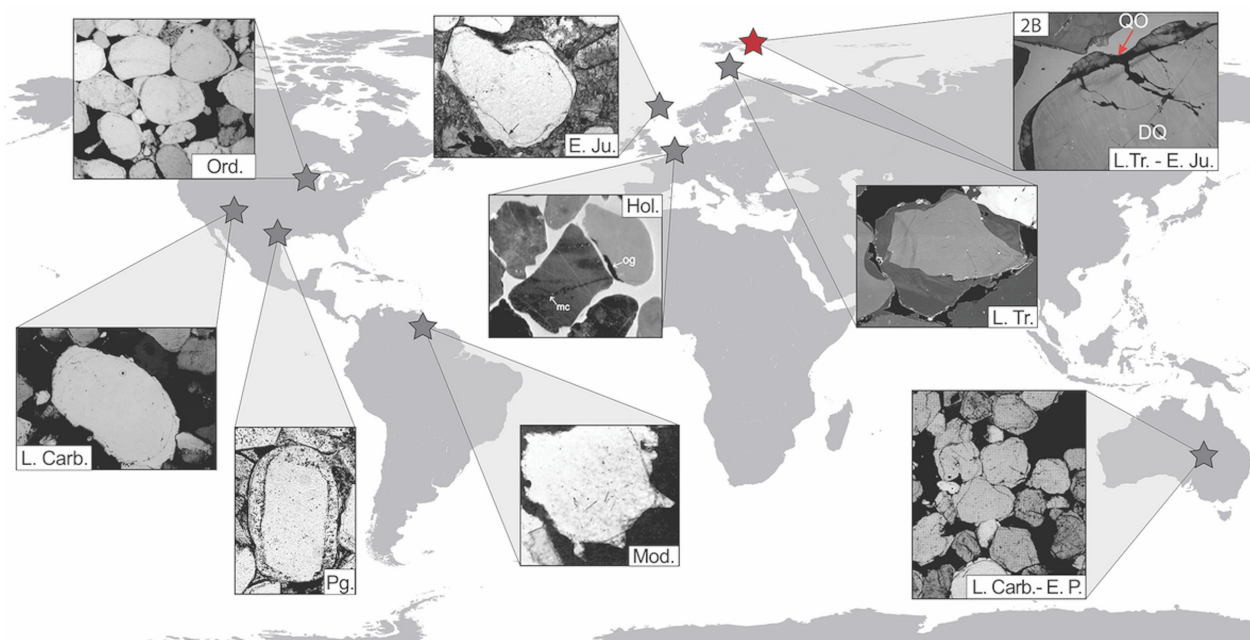 Ord.
E. Ju.
2B
QO
DQ
L.Tr. - E. Ju.
Hol.
og
mc
L. Tr.
L. Carb.
Pg.
Mod.
L. Carb.- E. P.